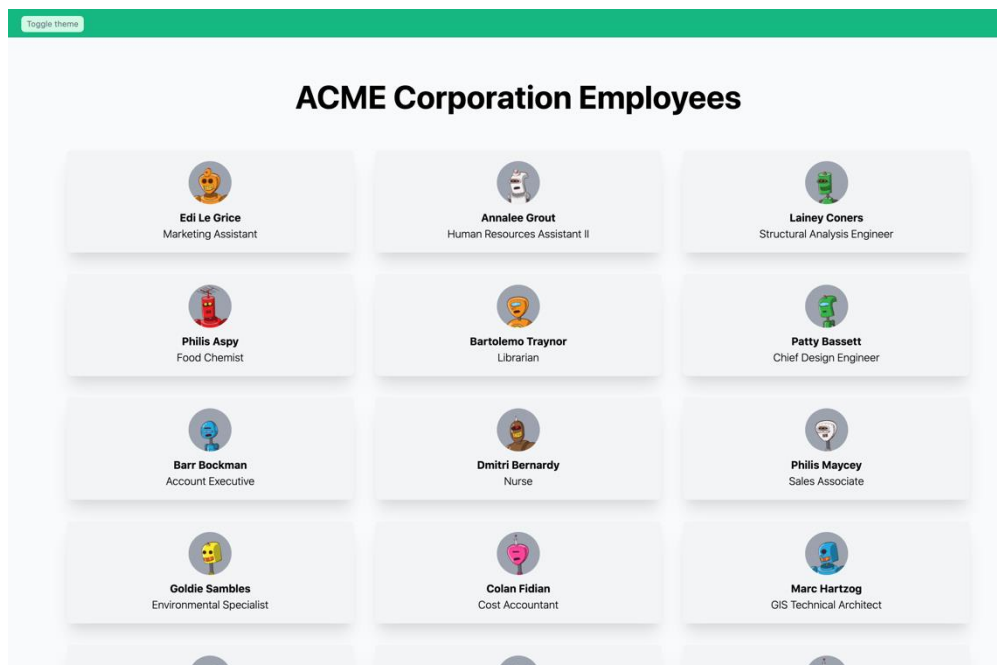 Toggle theme
ACME Corporation Employees
Edi Le Grice
Marketing Assistant
Annalee Grout
Human Resources Assistant II
Lainey Coners
Structural Analysis Engineer
Philis Aspy
Food Chemist
Bartolemo Traynor
Librarian
Patty Bassett
Chief Design Engineer
Barr Bockman
Account Executive
Dmitri Bernardy
Nurse
Philis Maycey
Sales Associate
Goldie Sambles
Environmental Specialist
Colan Fidian
Cost Accountant
Marc Hartzog
GIS Technical Architect